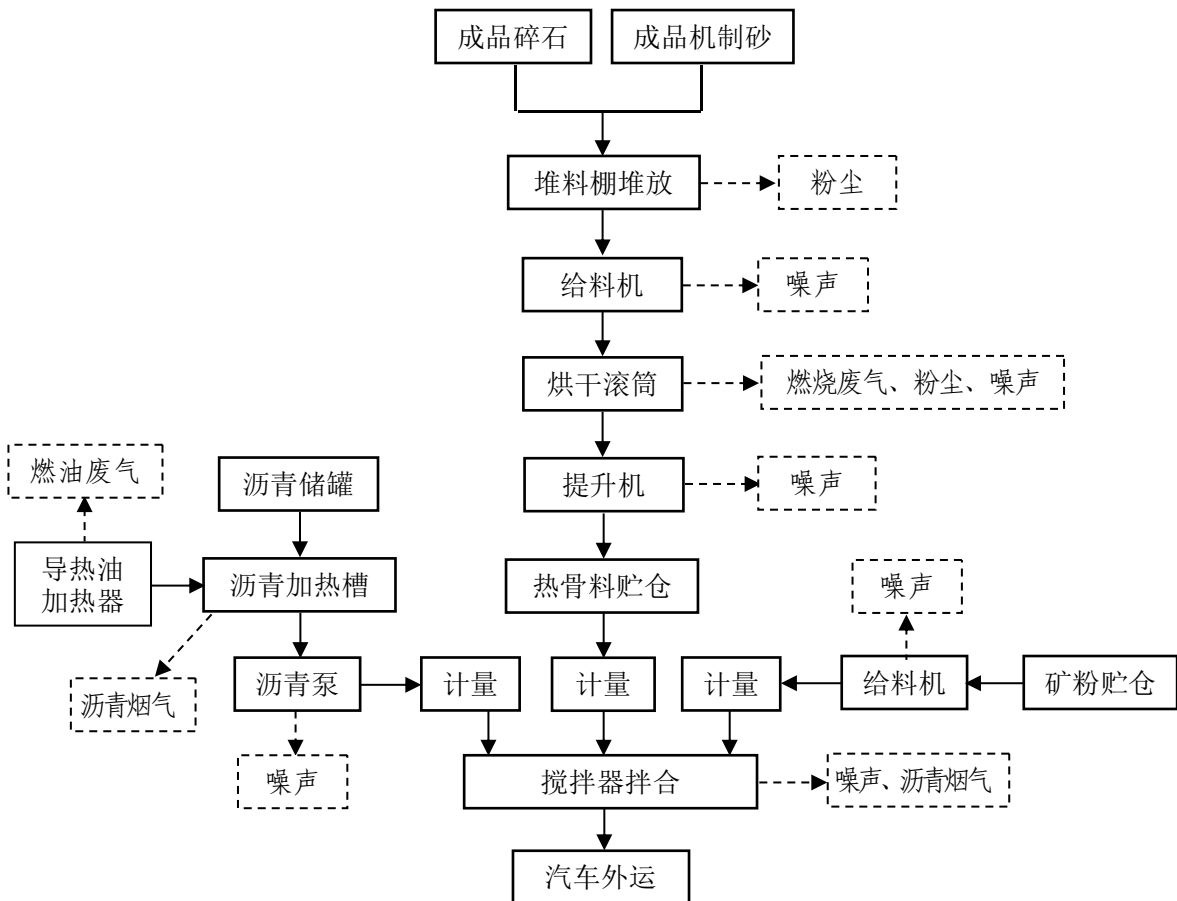 成品碎石
成品机制砂
堆料棚堆放
粉尘
给料机
噪声
烘干滚筒
燃烧废气、粉尘、噪声
燃油废气
沥青储罐
提升机
噪声
导热油
加热器
沥青加热槽
热骨料贮仓
噪声
沥青烟气
沥青泵
计量
计量
计量
给料机
矿粉贮仓
噪声
搅拌器拌合
噪声、沥青烟气
汽车外运